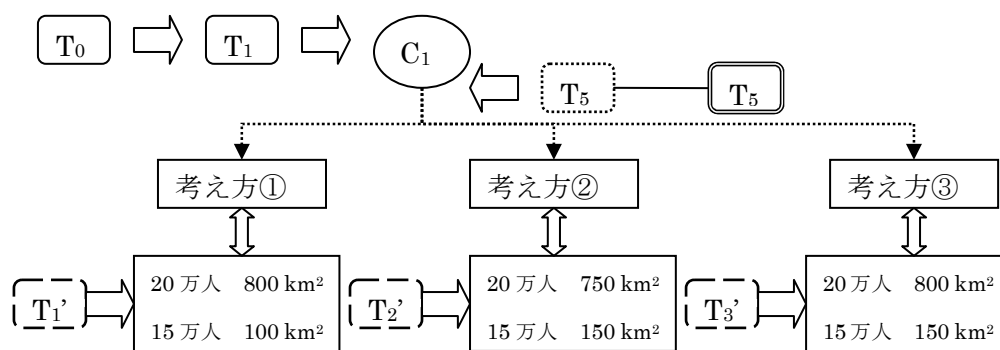 T₀
T₁
C₁
T₅
T₅
考え方①
考え方②
考え方③
T₁’
20 万人 800 km²
15 万人 100 km²
T₂’
20 万人 750 km²
15 万人 150 km²
T₃’
20 万人 800 km²
15 万人 150 km²